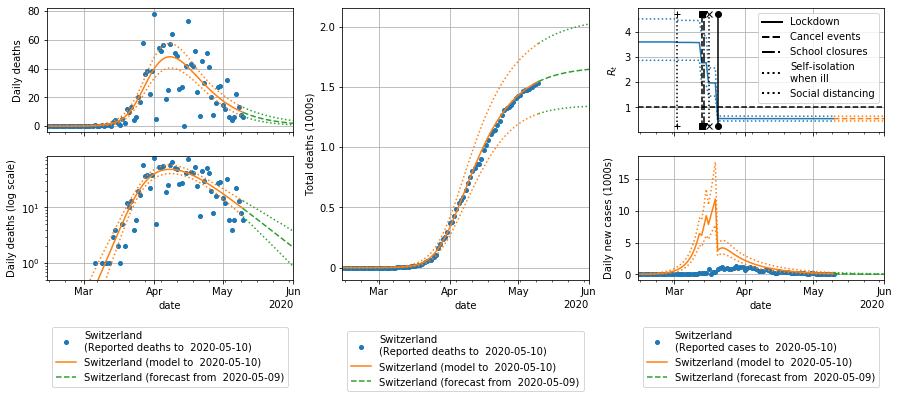 80
60
40
20
0
Daily deaths
10¹
10⁰
Daily deaths (log scale)
Mar
Apr
May
Jun
date
2020
Switzerland
(Reported deaths to  2020-05-10)
Switzerland (model to  2020-05-10)
Switzerland (forecast from  2020-05-09)
2.0
1.5
1.0
0.5
0
Total deaths (1000s)
Mar
Apr
May
Jun
date
2020
Switzerland
(Reported deaths to  2020-05-10)
Switzerland (model to  2020-05-10)
Switzerland (forecast from  2020-05-09)
4
3
2
1
Rₜ
Lockdown
Cancel events
School closures
Self-isolation
when ill
Social distancing
15
10
5
0
Daily new cases (1000s)
Mar
Apr
May
Jun
date
2020
Switzerland
(Reported cases to  2020-05-10)
Switzerland (model to  2020-05-10)
Switzerland (forecast from  2020-05-09)